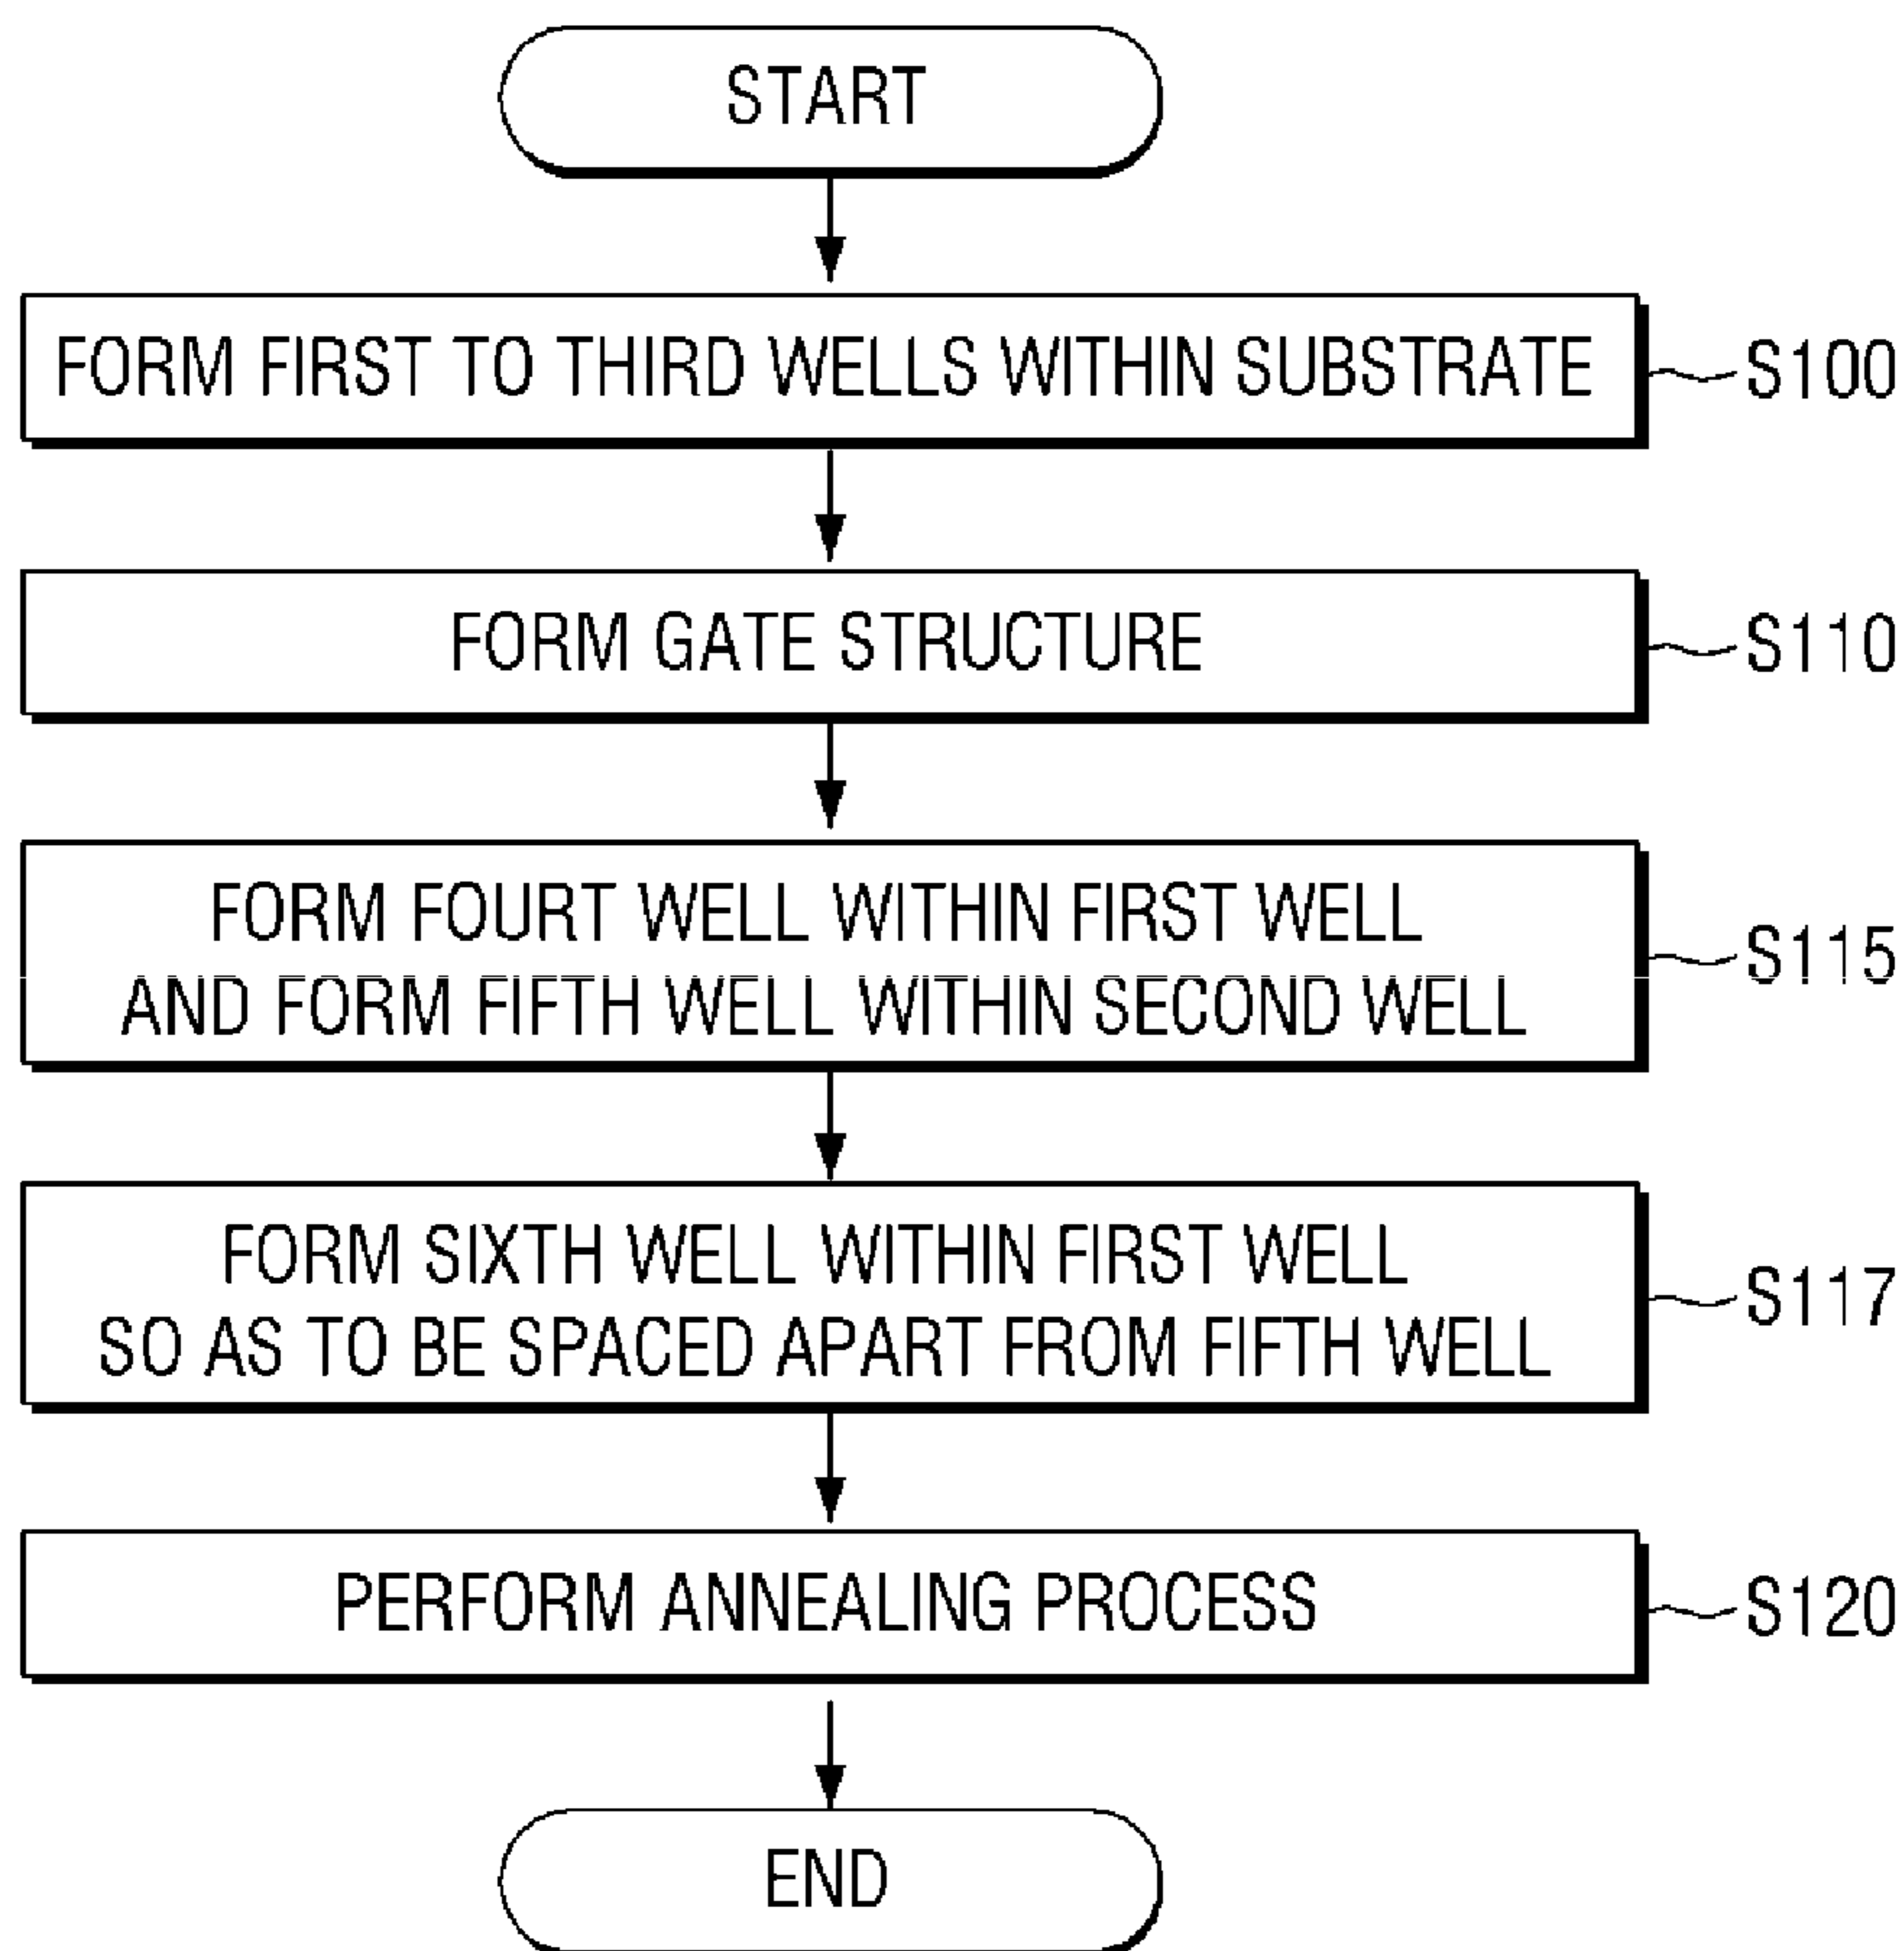 START
FORM FIRST TO THIRD WELLS WITHIN SUBSTRATE
S100
FORM GATE STRUCTURE
S110
FORM FOURT WELL WITHIN FIRST WELL
AND FORM FIFTH WELL WITHIN SECOND WELL
S115
FORM SIXTH WELL WITHIN FIRST WELL
SO AS TO BE SPACED APART FROM FIFTH WELL
S117
PERFORM ANNEALING PROCESS
S120
END